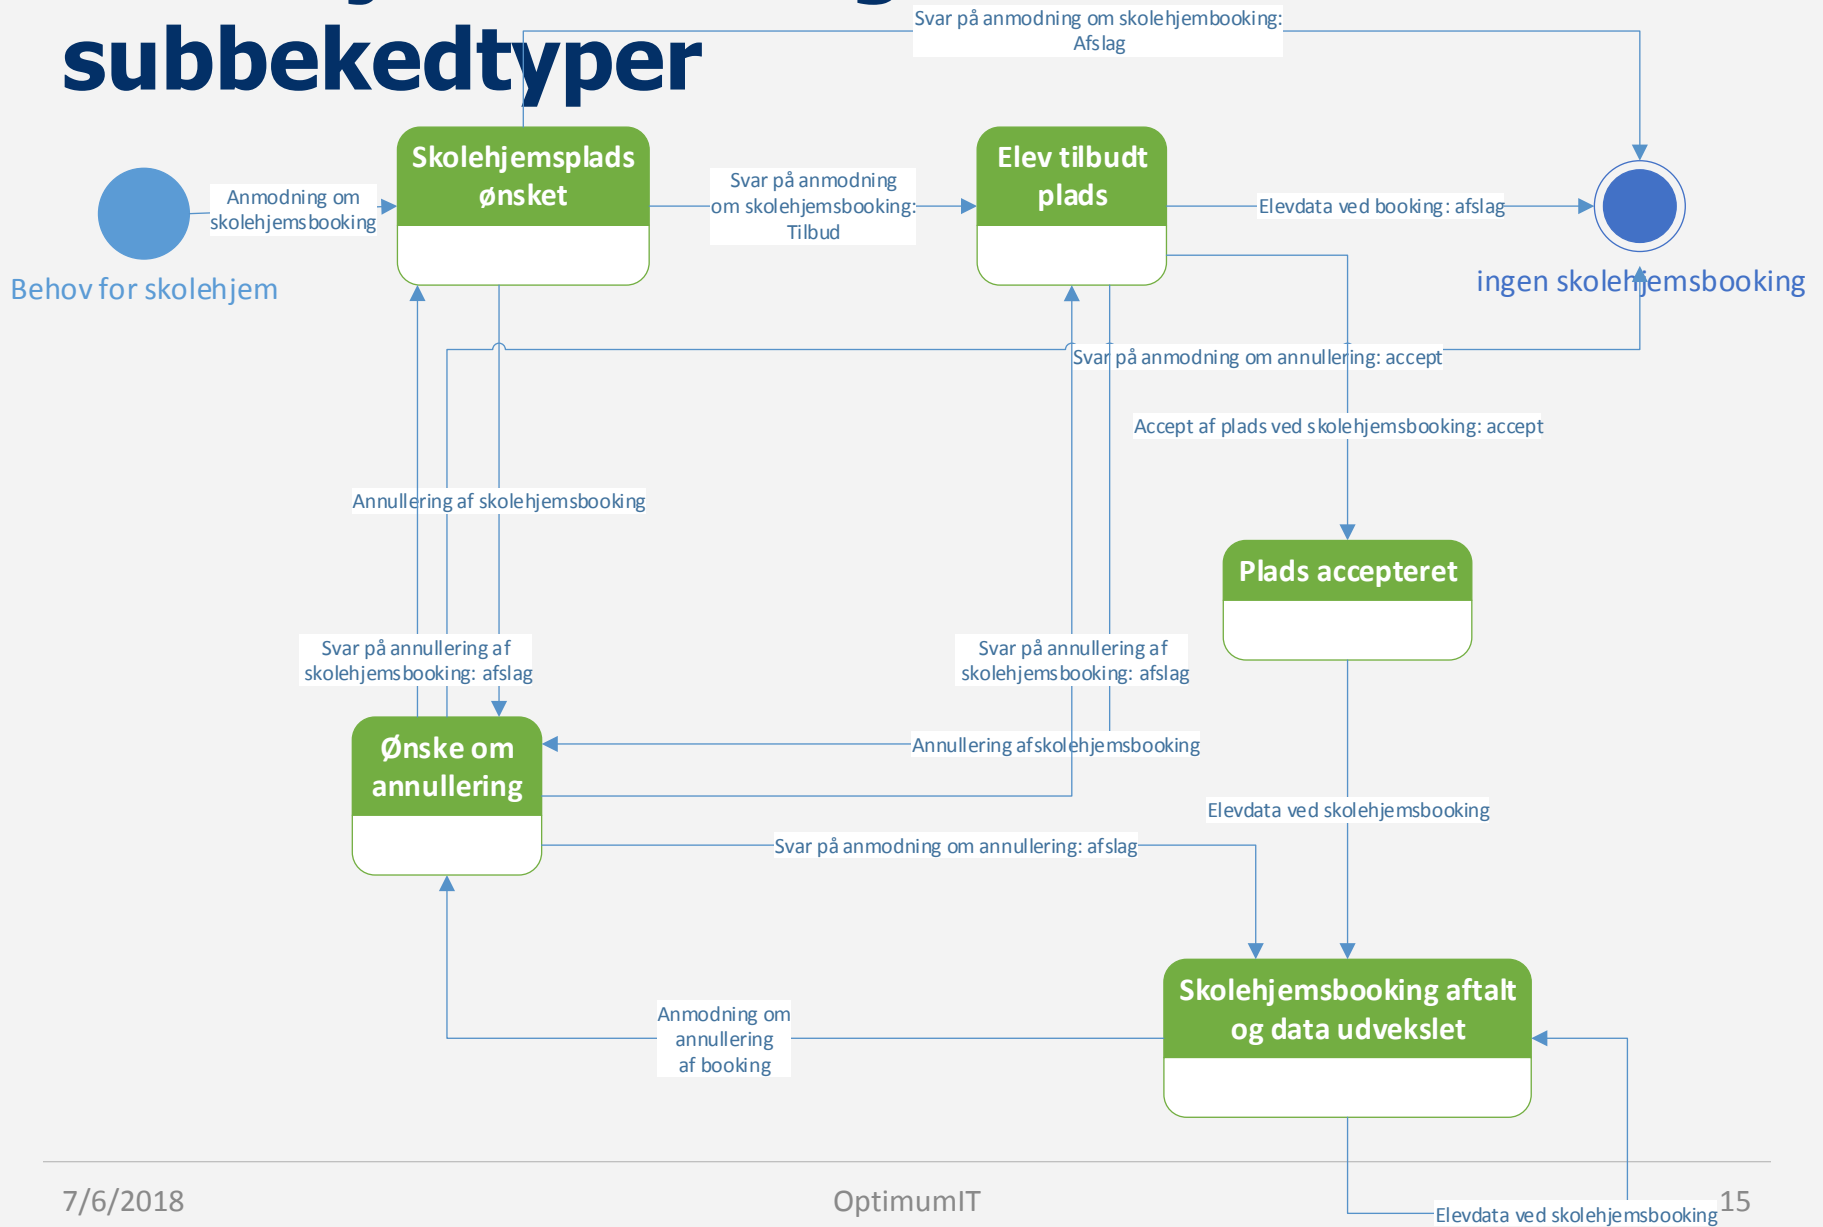 subbekedtyper
Svar på anmodning om skolehjembooking:
Afslag
Skolehjemsplads
ønsket
Elev tilbudt
plads
Anmodning om
skolehjemsbooking
Svar på anmodning
om skolehjemsbooking:
Tilbud
Elevdata ved booking: afslag
Behov for skolehjem
ingen skolehjemsbooking
Svar på anmodning om annullering: accept
Accept af plads ved skolehjemsbooking: accept
Annullering af skolehjemsbooking
Plads accepteret
Svar på annullering af
skolehjemsbooking: afslag
Svar på annullering af
skolehjemsbooking: afslag
Ønske om
annullering
Annullering afskolehjemsbooking
Elevdata ved skolehjemsbooking
Svar på anmodning om annullering: afslag
Skolehjemsbooking aftalt
og data udvekslet
Anmodning om
annullering
af booking
7/6/2018
OptimumIT
15
Elevdata ved skolehjemsbooking